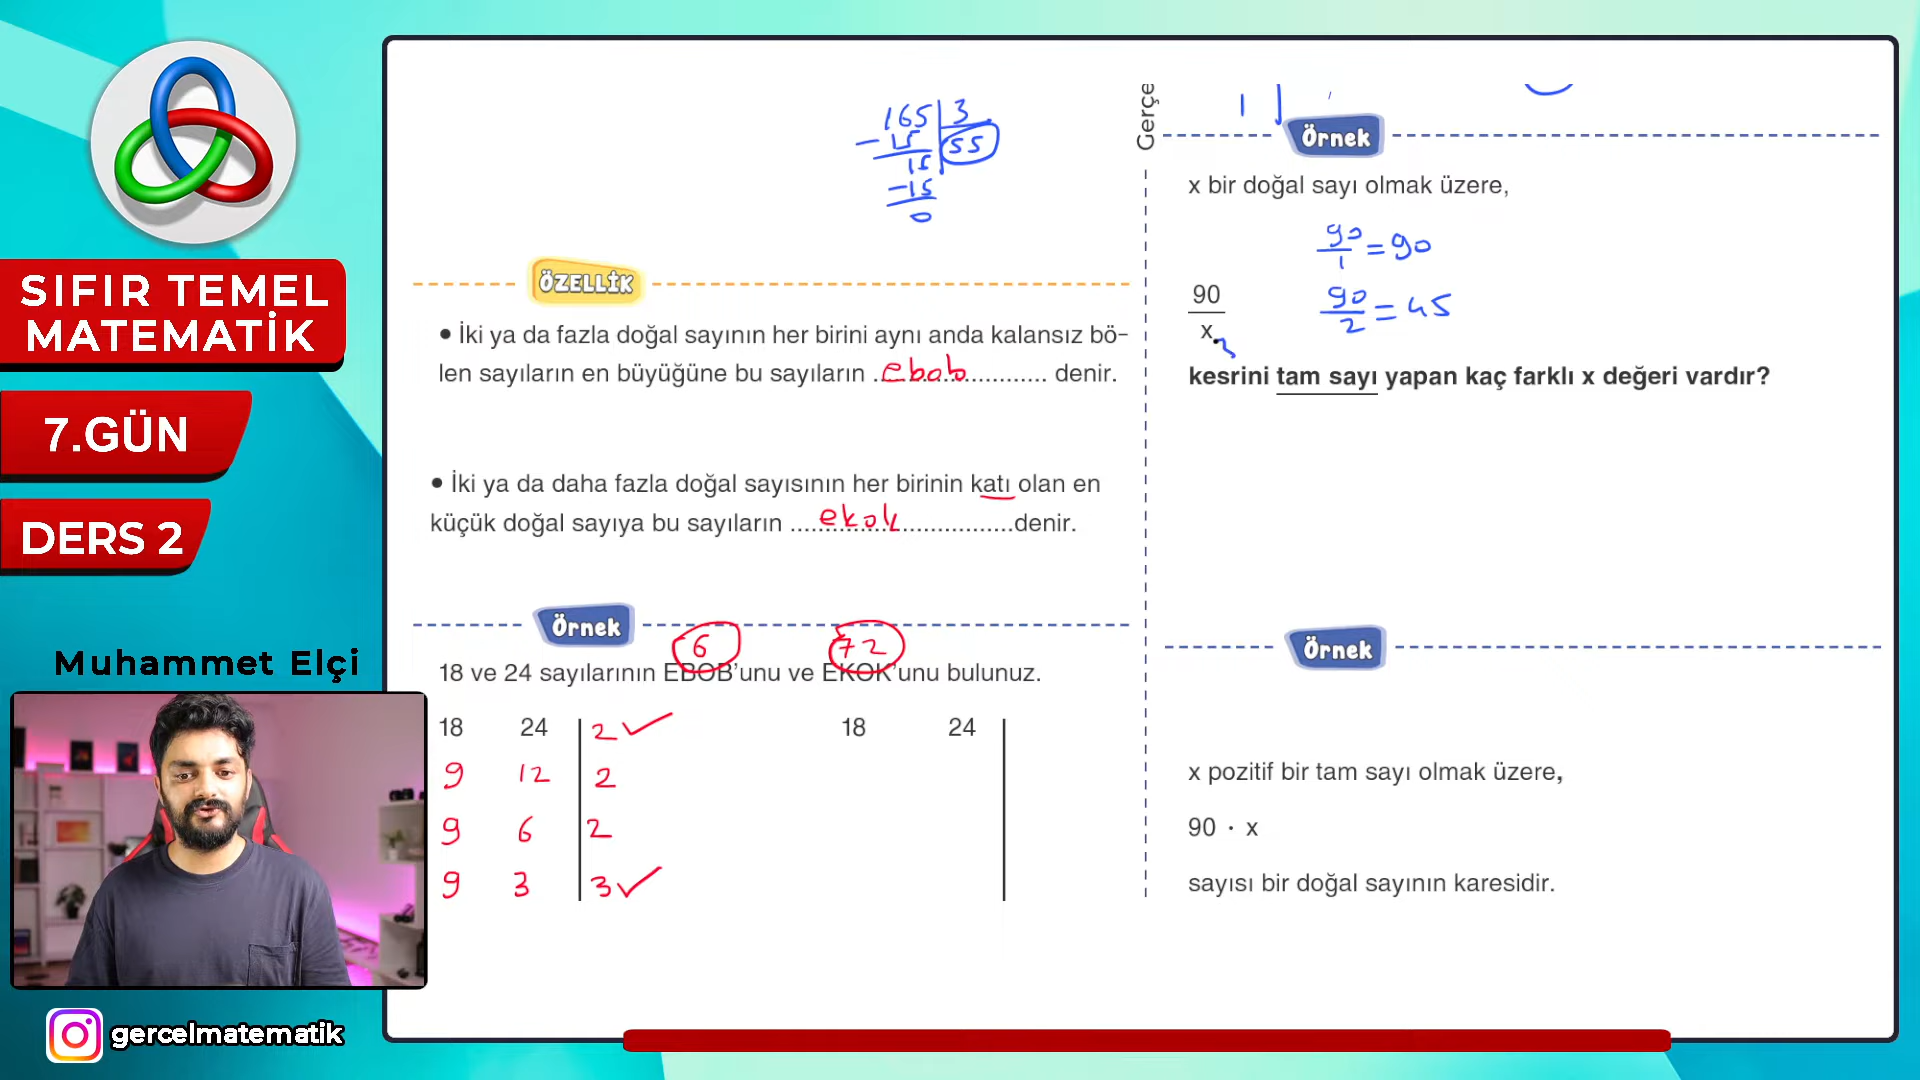 SIFIR TEMEL
MATEMATİK
7.GÜN
DERS 2
Muhammet Elçi
gercelmatematik
165 3
- 15 55
15
-15
0
ÖZELLİK
• İki ya da fazla doğal sayının her birini aynı anda kalansız bö-
len sayıların en büyüğüne bu sayıların ..ebob.......... denir.
• İki ya da daha fazla doğal sayısının her birinin katı olan en
küçük doğal sayıya bu sayıların ....ekok................denir.
Örnek
6 72
18 ve 24 sayılarının EBOB'unu ve EKOK'unu bulunuz.
18 24 2 18 24
9 12 2
9 6 2
9 3 3
Gerçe
1
Örnek
x bir doğal sayı olmak üzere,
90/1 = 90
90/2 = 45
90
x
kesrini tam sayı yapan kaç farklı x değeri vardır?
Örnek
x pozitif bir tam sayı olmak üzere,
90 · x
sayısı bir doğal sayının karesidir.